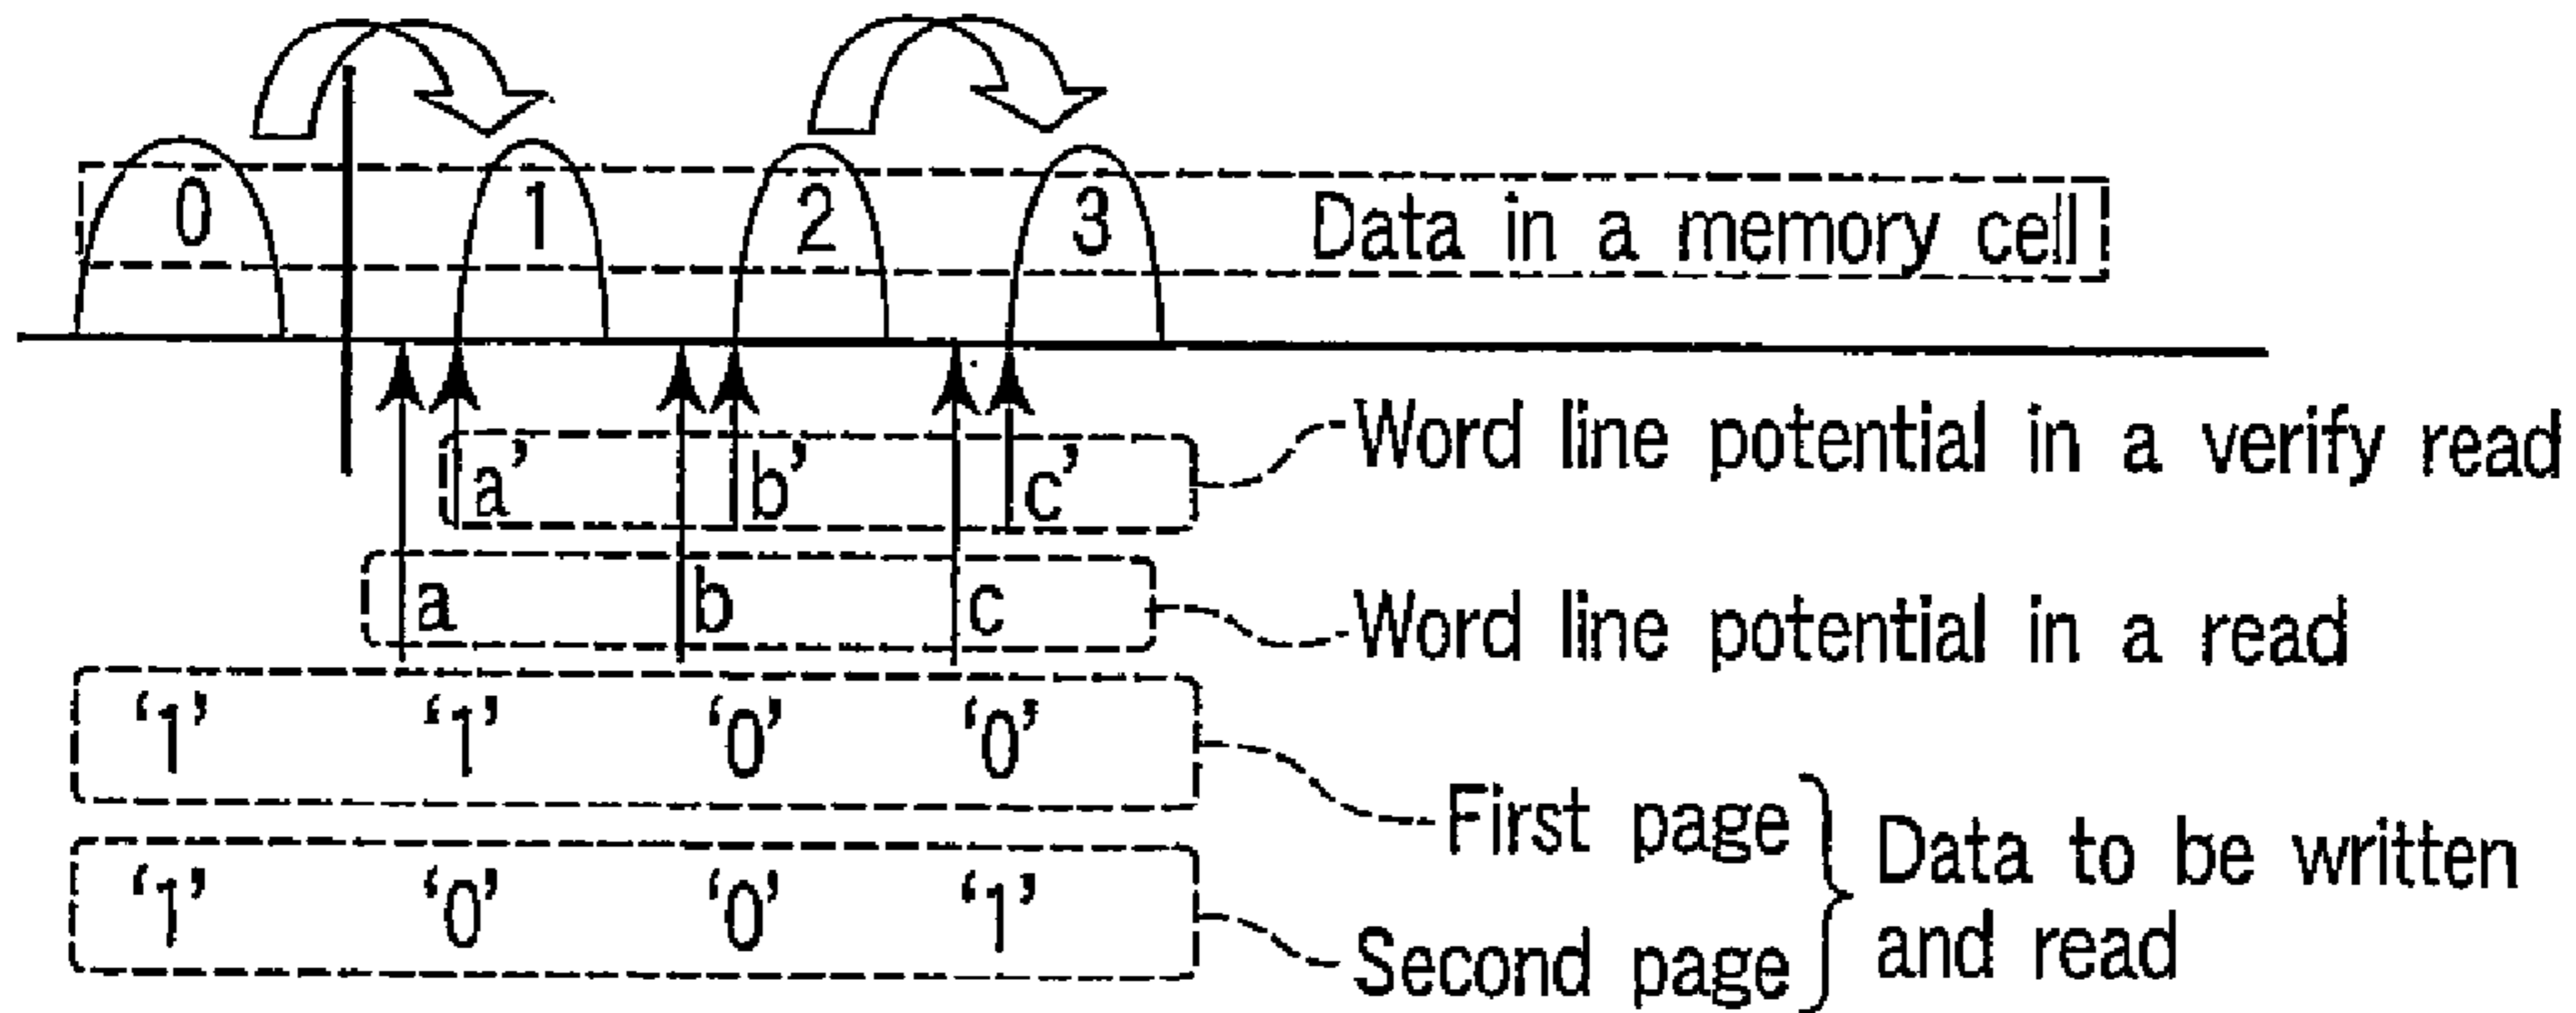 0 1 2 3 Data in a memory cell
a' b' c' Word line potential in a verify read
a b c Word line potential in a read
'1' '1' '0' '0' First page
'1' '0' '0' '1' Second page
Data to be written
and read